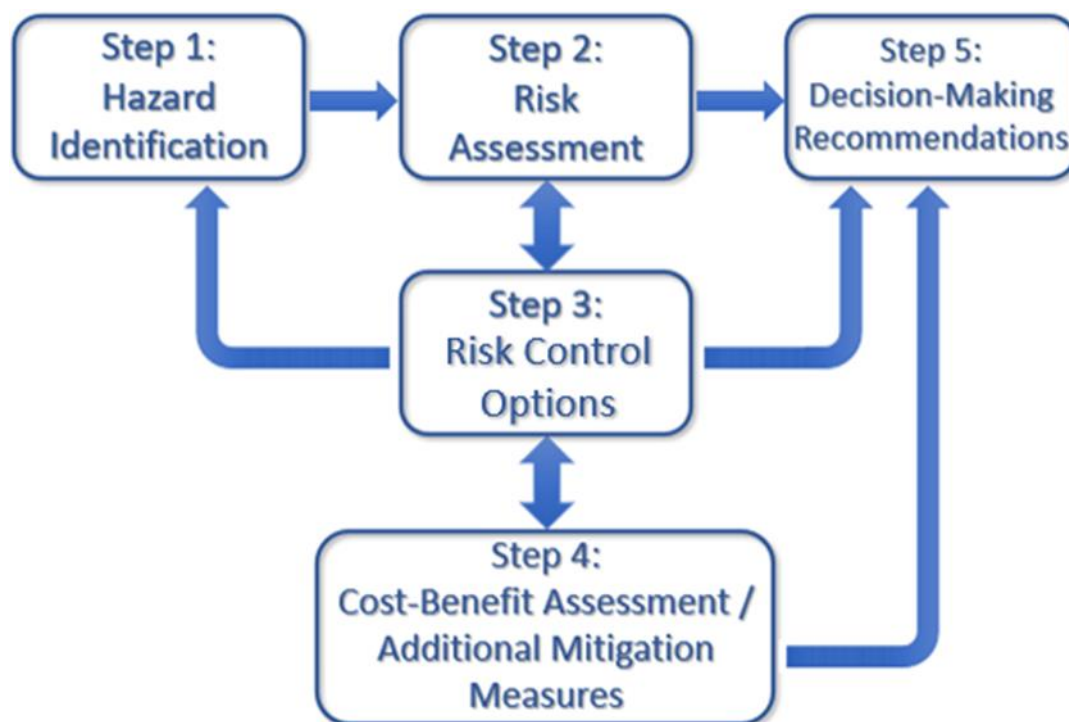 Step 1:
Hazard
Identification
Step 2:
Risk
Assessment
Step 5:
Decision-Making
Recommendations
Step 3:
Risk Control
Options
Step 4:
Cost-Benefit Assessment /
Additional Mitigation
Measures